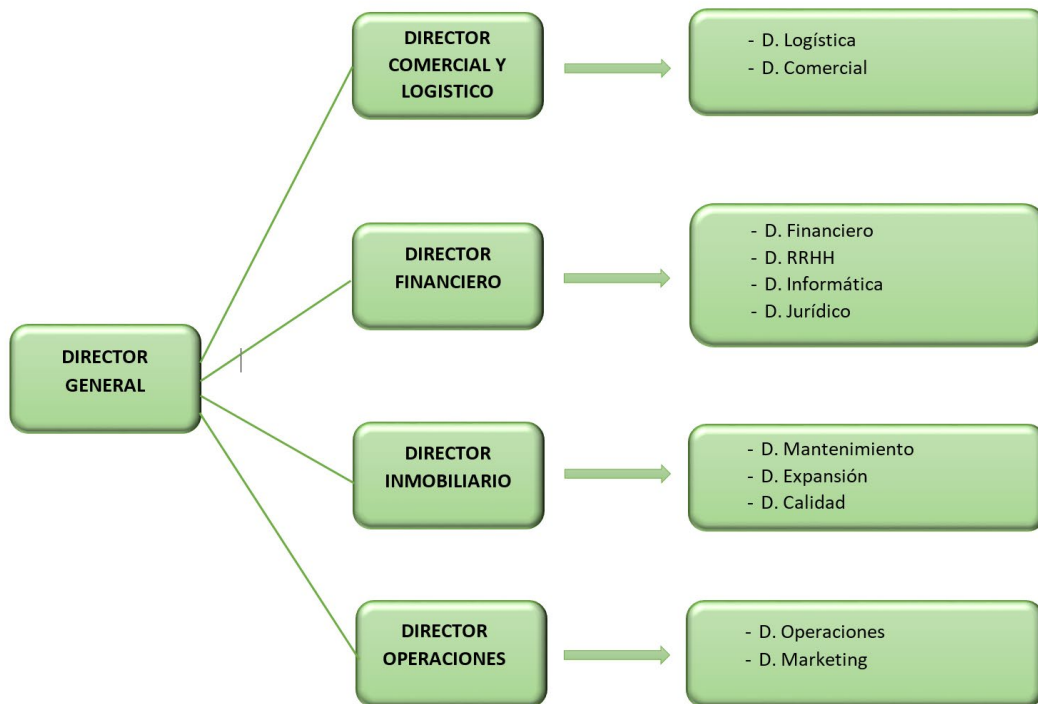 DIRECTOR
COMERCIAL Y
LOGISTICO
- D. Logística
- D. Comercial
DIRECTOR
FINANCIERO
- D. Financiero
- D. RRHH
- D. Informática
- D. Jurídico
DIRECTOR
GENERAL
DIRECTOR
INMOBILIARIO
- D. Mantenimiento
- D. Expansión
- D. Calidad
DIRECTOR
OPERACIONES
- D. Operaciones
- D. Marketing